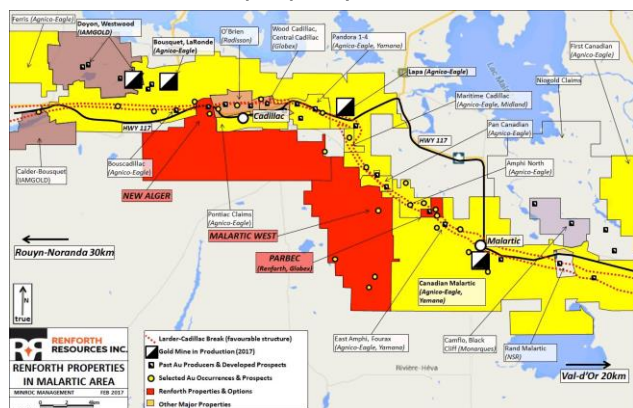 Ferris (Agnico-Eagle)
Doyon, Westwood
(IAMGOLD)
Bousquet, LaRonde
(Agnico-Eagle)
O'Brien
(Radisson)
Wood Cadillac,
Central Cadillac
(Globex)
Pandora 1-4
(Agnico-Eagle, Yamana)
Lapa (Agnico-Eagle)
First Canadian
(Agnico-Eagle)
Niogold Claims
Maritime Cadillac
(Agnico-Eagle, Midland)
Pan Canadian
(Agnico-Eagle)
Amphi North
(Agnico-Eagle)
HWY 117
Cadillac
HWY 117
Calder-Bousquet
(IAMGOLD)
Bouscadillac
(Agnico-Eagle)
NEW ALGER
Pontiac Claims
(Agnico-Eagle)
MALARTIC WEST
PARBEC
(Renforth, Globex)
Malartic
Rouyn-Noranda 30km
Canadian Malartic
(Agnico-Eagle,
Yamana)
East Amphi, Fourax
(Agnico-Eagle, Yamana)
Camflo, Black
Cliff (Monarques)
Rand Malartic
(NSR)
Rivière-Héva
Val-d'Or 20km
N
true
RENFORTH
RESOURCES INC.
RENFORTH PROPERTIES
IN MALARTIC AREA
MINROC MANAGEMENT FEB 2017
0 2 4km
Larder-Cadillac Break (favourable structure)
Gold Mine in Production (2017)
Past Au Producers & Developed Prospects
Selected Au Occurrences & Prospects
Renforth Properties & Options
Other Major Properties